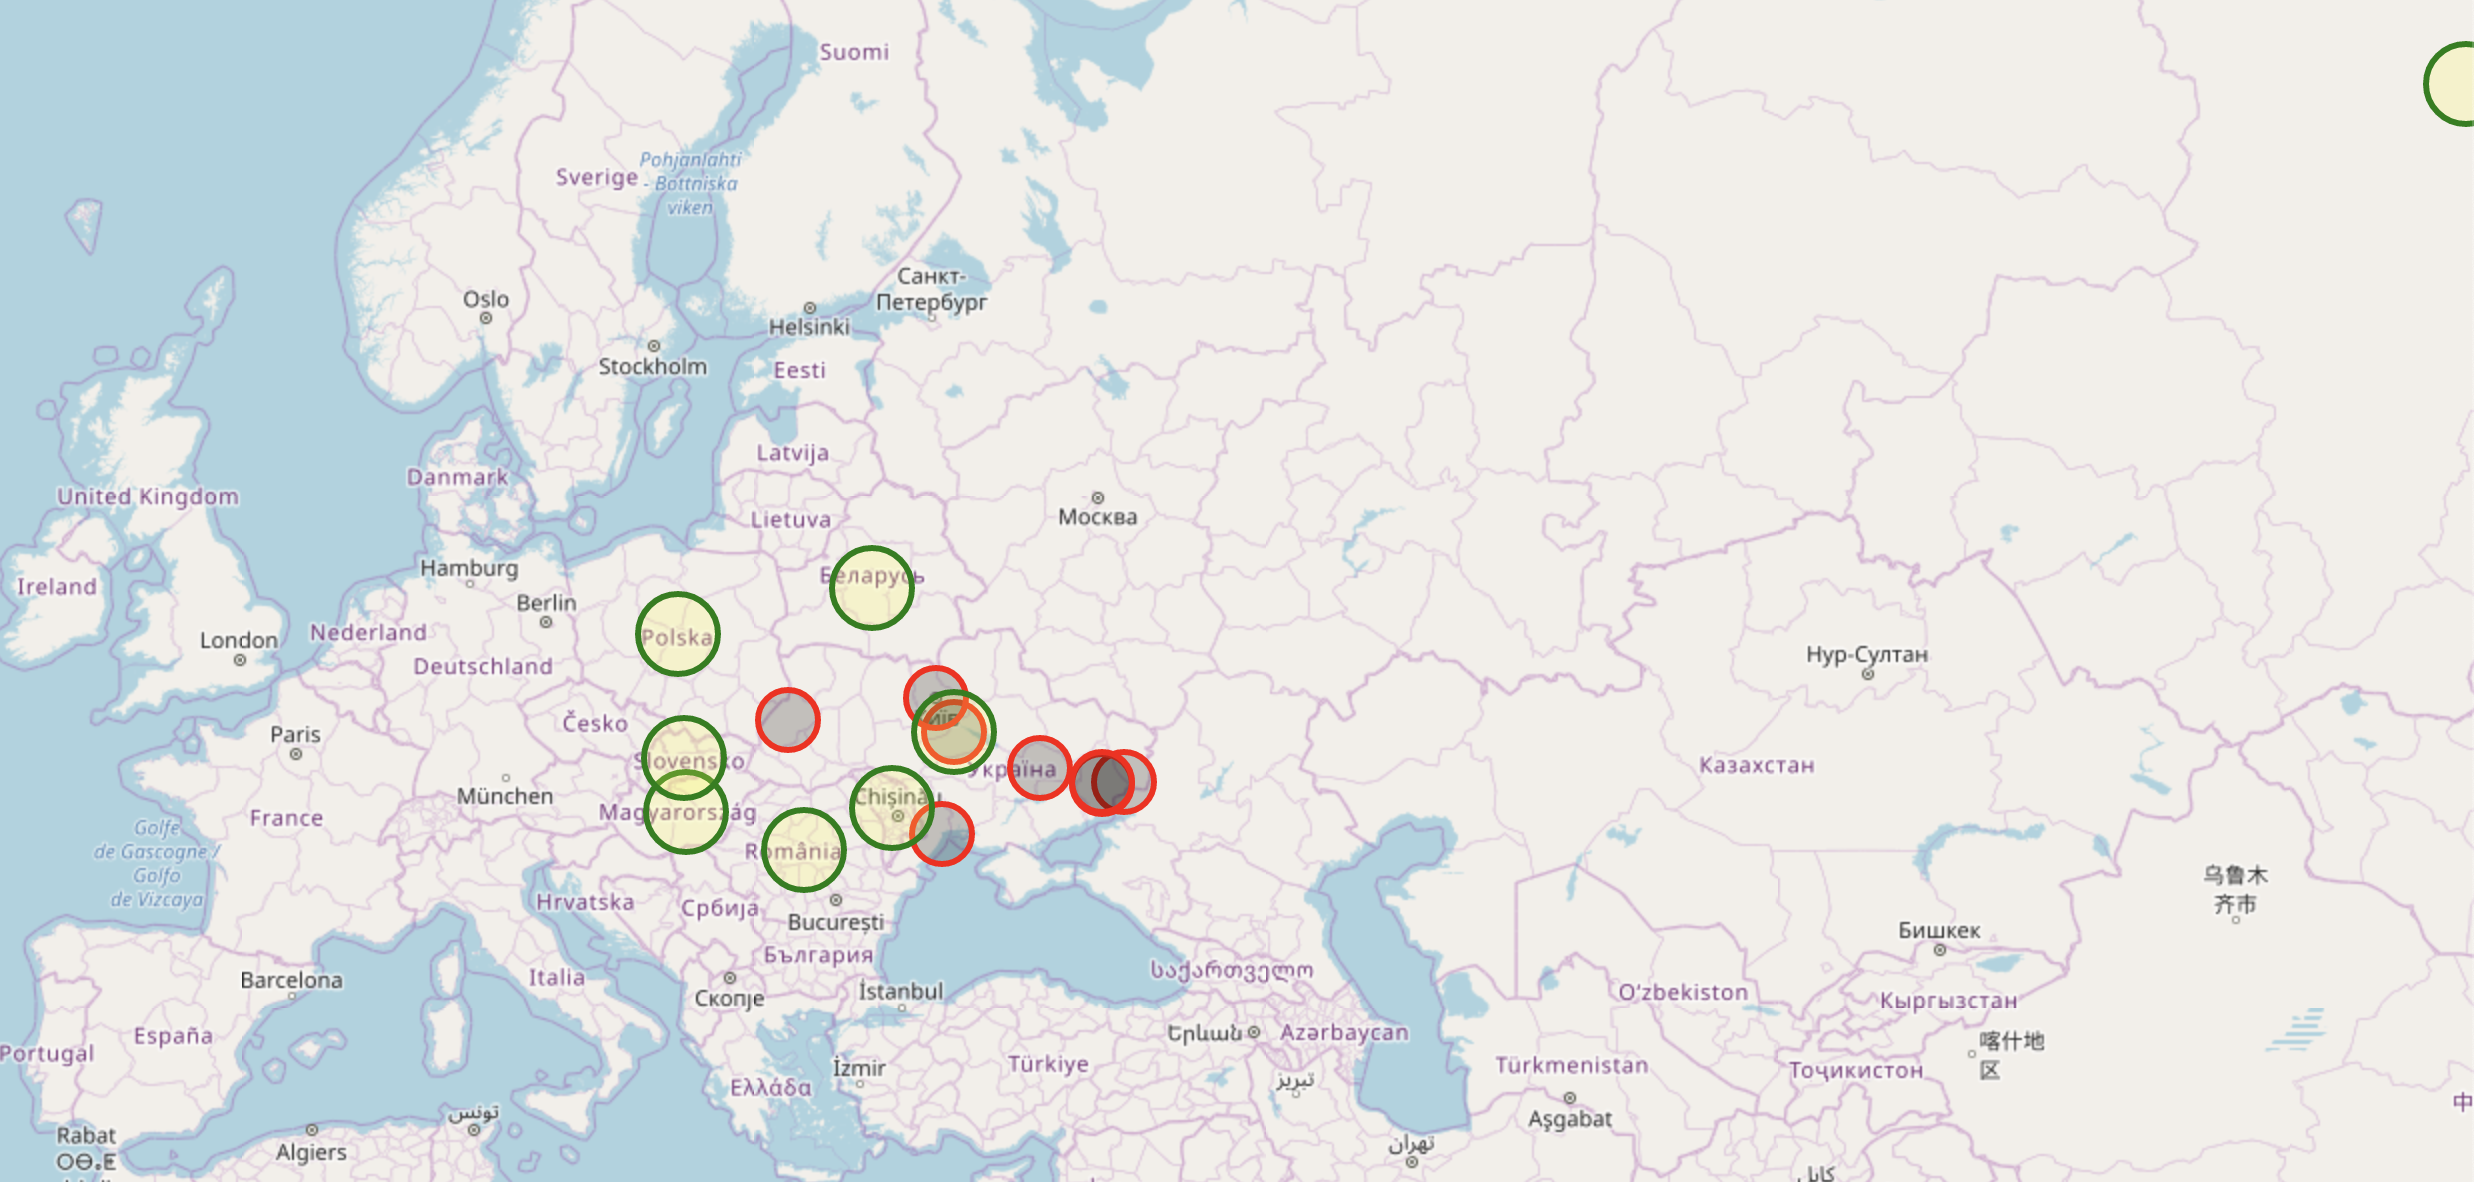 Suomi
Pohjanlahti
- Bottniska
viken
Sverige
Санкт-
Петербург
Oslo
Helsinki
Stockholm
Eesti
Latvija
Danmark
United Kingdom
Москва
Lietuva
Hamburg
Беларусь
Ireland
Berlin
Nederland
London
Polska
Deutschland
Нур-Султан
Česko
Київ
Paris
Slovensko
Україна
Казахстан
München
Chișinău
Magyarország
France
Golfe
de Gascogne /
Golfo
de Vizcaya
România
乌鲁木
齐市
Hrvatska
Србија
București
Бишкек
България
Barcelona
Italia
საქართველო
Скопје
İstanbul
O‘zbekiston
Кыргызстан
España
Երևան
Azərbaycan
喀什地
区
Portugal
İzmir
Türkiye
Türkmenistan
Тоҷикистон
تبریز
Ελλάδα
中
تونس
Aşgabat
Rabat
ⵔⴱⴰⵟ
Algiers
تهران
کابل